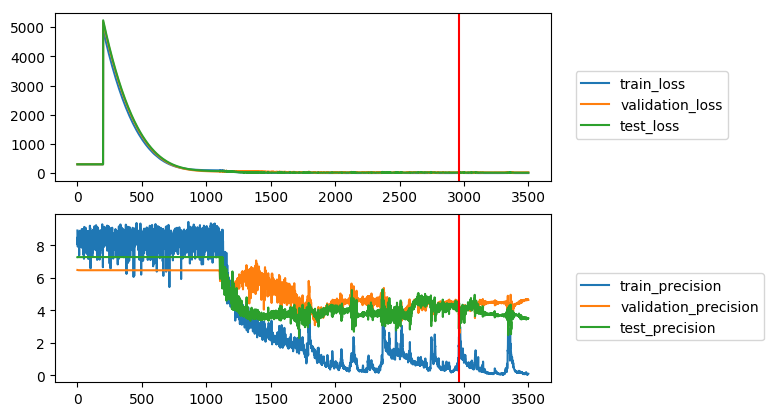 5000
4000
3000
2000
1000
0
0 500 1000 1500 2000 2500 3000 3500
train_loss
validation_loss
test_loss
8
6
4
2
0
0 500 1000 1500 2000 2500 3000 3500
train_precision
validation_precision
test_precision